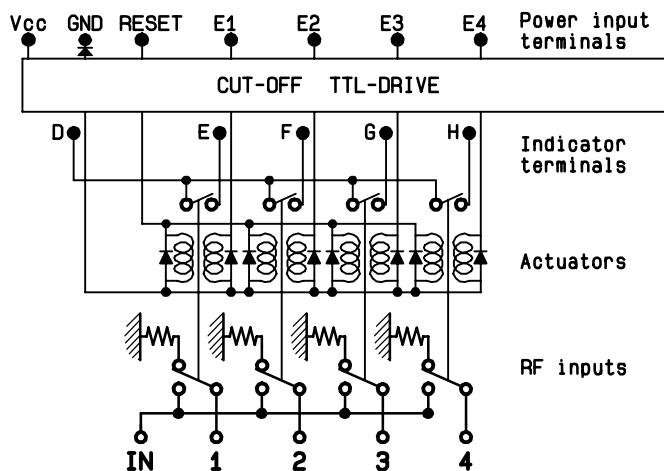 Vcc GND RESET E1 E2 E3 E4 Power input
terminals
CUT-OFF TTL-DRIVE
D E F G H Indicator
terminals
Actuators
RF inputs
IN 1 2 3 4